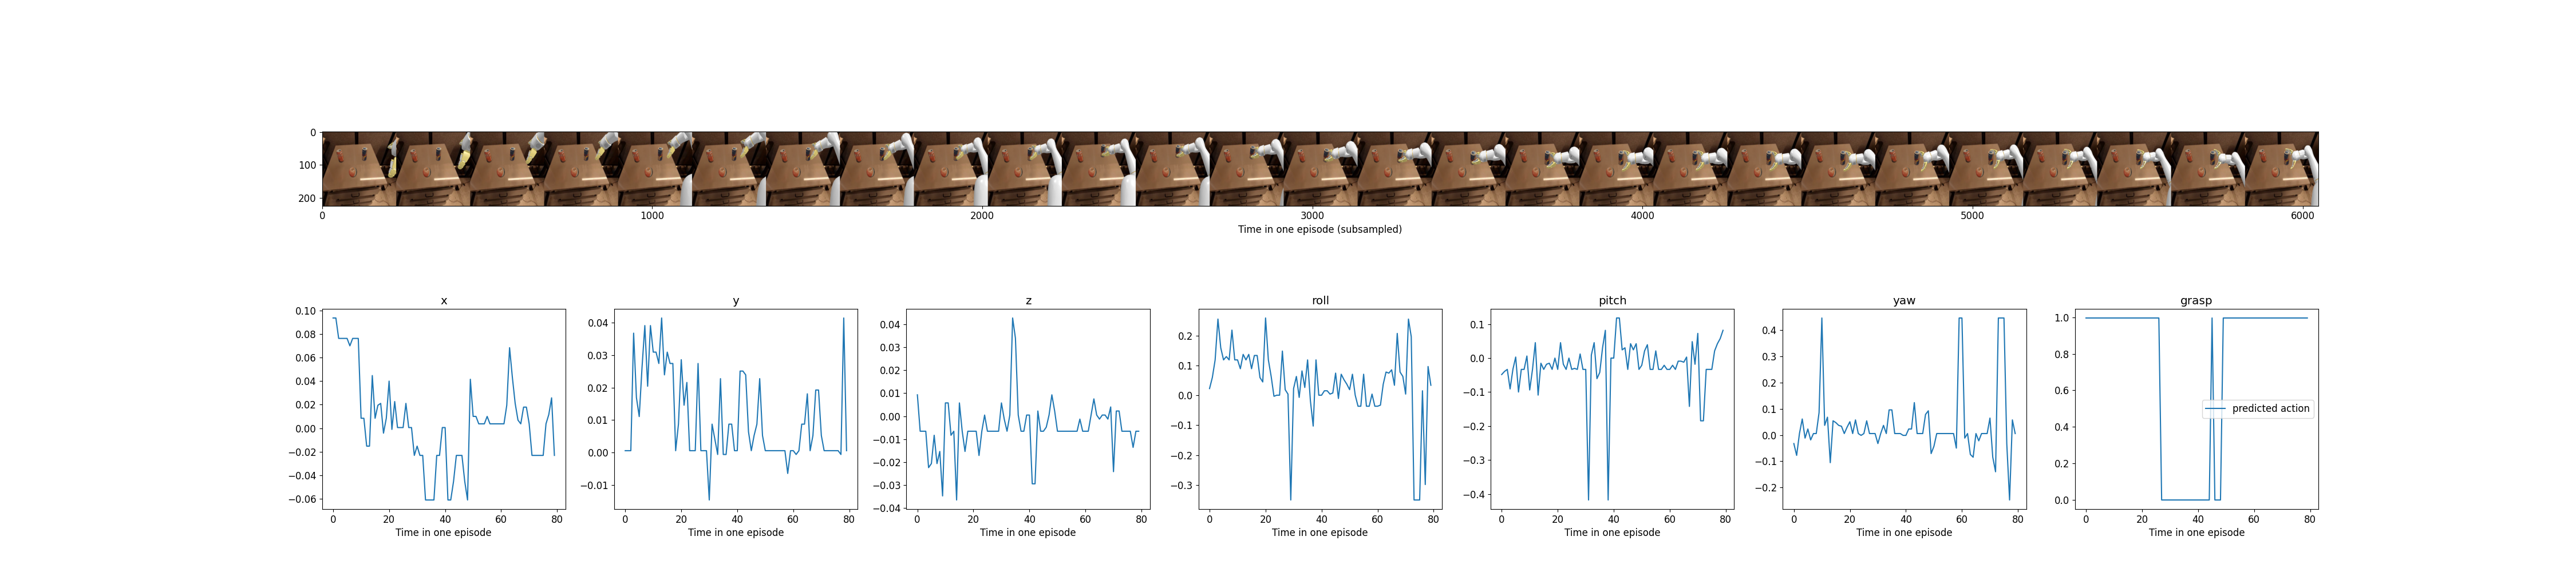 0
100
200
0 1000 2000 3000 4000 5000 6000
Time in one episode (subsampled)
x
0.10
0.08
0.06
0.04
0.02
0.00
−0.02
−0.04
−0.06
0 20 40 60 80
Time in one episode
y
0.04
0.03
0.02
0.01
0.00
−0.01
0 20 40 60 80
Time in one episode
z
0.04
0.03
0.02
0.01
0.00
−0.01
−0.02
−0.03
−0.04
0 20 40 60 80
Time in one episode
roll
0.2
0.1
0.0
−0.1
−0.2
−0.3
0 20 40 60 80
Time in one episode
pitch
0.1
0.0
−0.1
−0.2
−0.3
−0.4
0 20 40 60 80
Time in one episode
yaw
0.4
0.3
0.2
0.1
0.0
−0.1
−0.2
0 20 40 60 80
Time in one episode
grasp
1.0
0.8
0.6
0.4
0.2
0.0
predicted action
0 20 40 60 80
Time in one episode